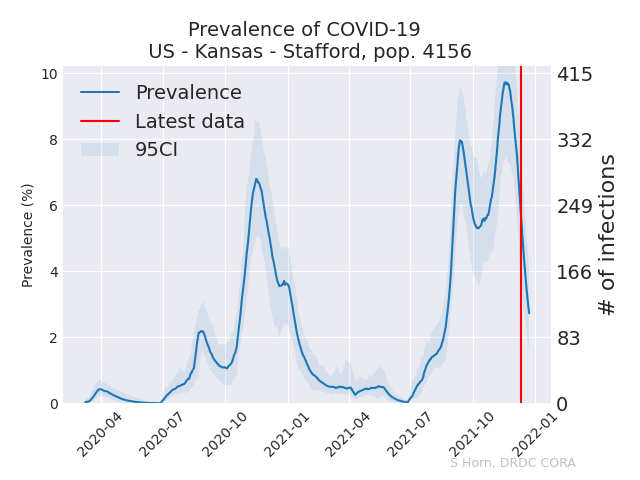 Prevalence of COVID-19
US - Kansas - Stafford, pop. 4156
Prevalence
Latest data
95CI
Prevalence (%)
10
8
6
4
2
0
415
332
249
166
83
0
# of infections
2020-04
2020-07
2020-10
2021-01
2021-04
2021-07
2021-10
2022-01
S Horn, DRDC CORA